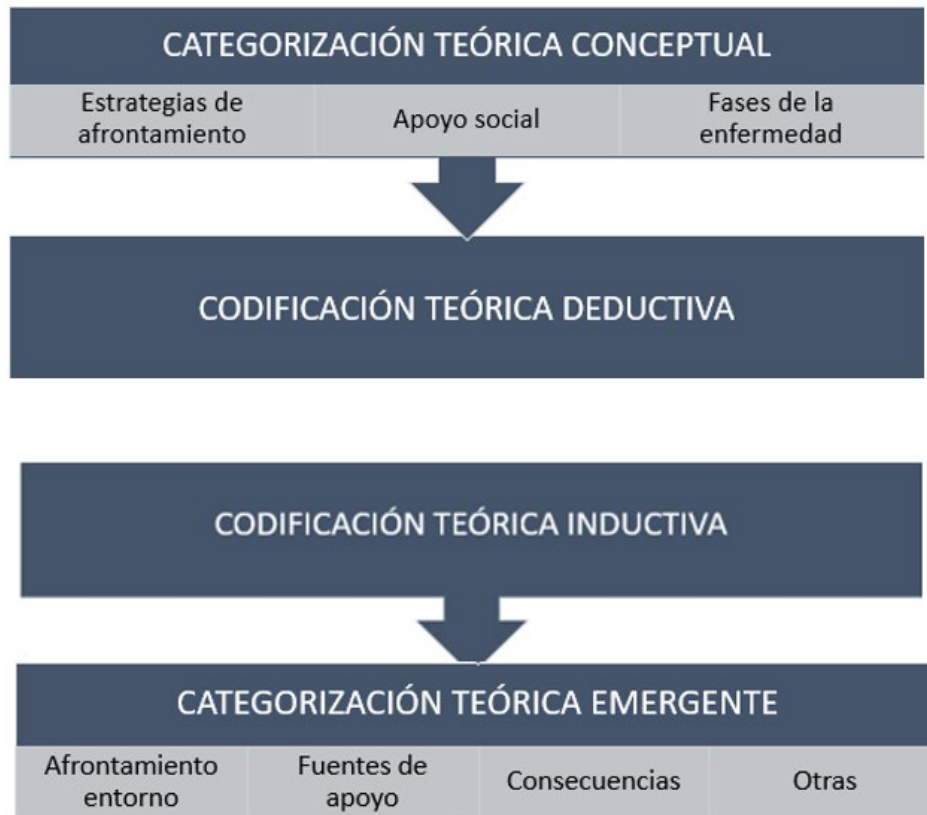 CATEGORIZACIÓN TEÓRICA CONCEPTUAL
Estrategias de
afrontamiento
Apoyo social
Fases de la
enfermedad
CODIFICACIÓN TEÓRICA DEDUCTIVA
CODIFICACIÓN TEÓRICA INDUCTIVA
CATEGORIZACIÓN TEÓRICA EMERGENTE
Afrontamiento
entorno
Fuentes de
apoyo
Consecuencias
Otras